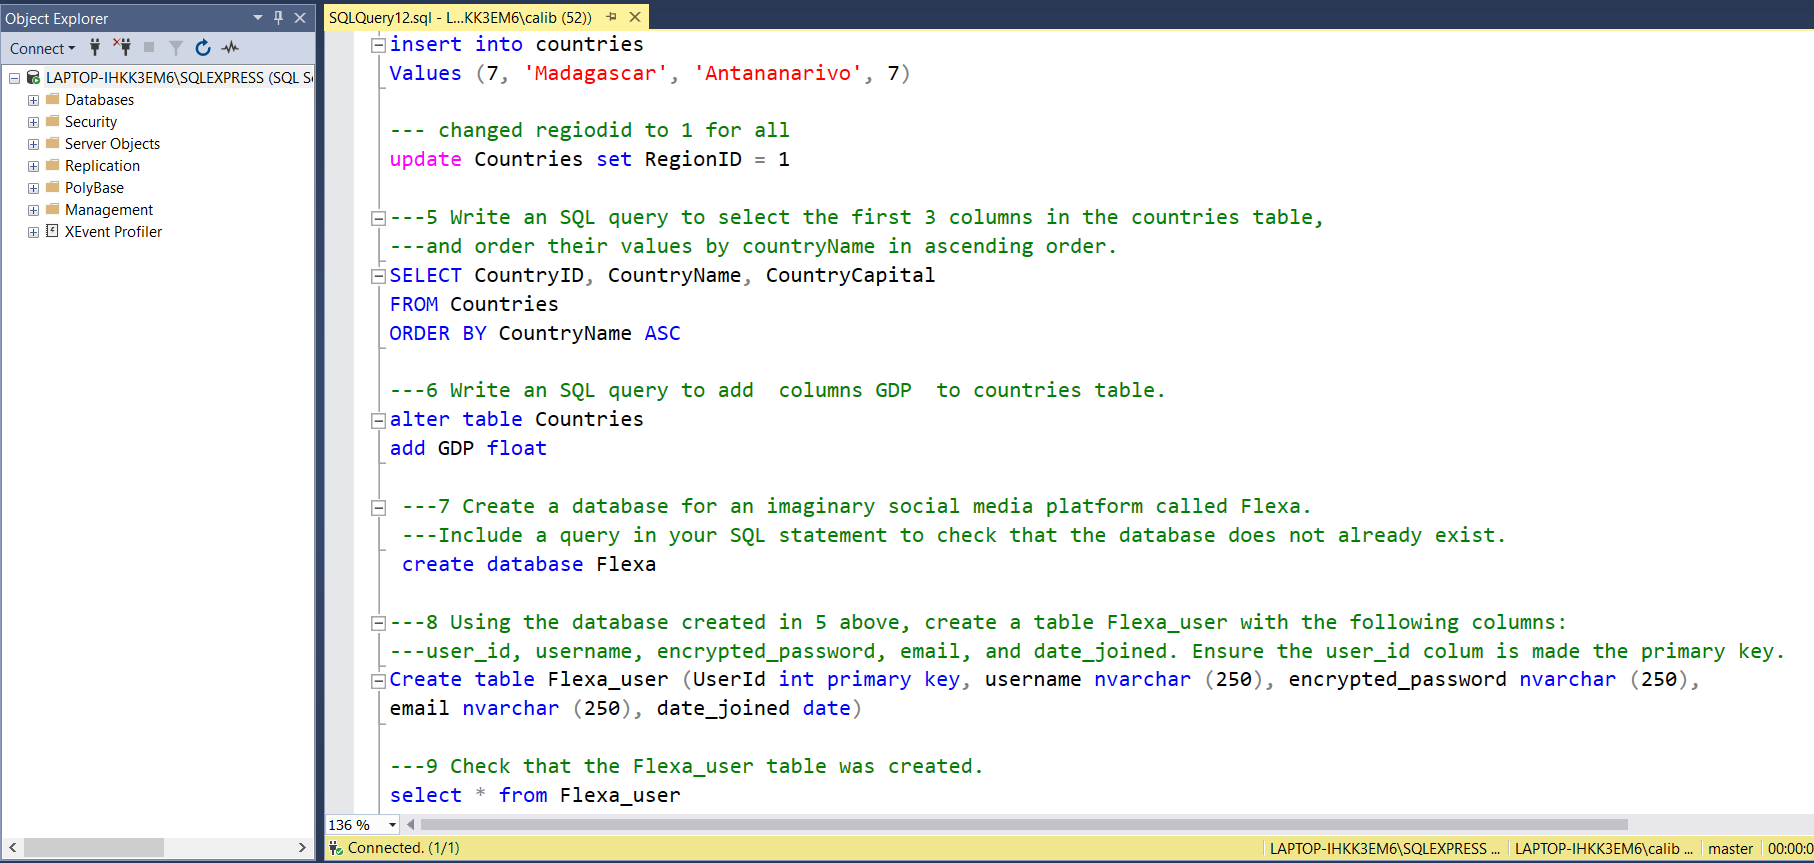 Object Explorer
Connect
LAPTOP-IHKK3EM6\SQLEXPRESS (SQL S
Databases
Security
Server Objects
Replication
PolyBase
Management
XEvent Profiler
SQLQuery12.sql - L...KK3EM6\calib (52))
insert into countries
Values (7, 'Madagascar', 'Antananarivo', 7)
--- changed regiodid to 1 for all
update Countries set RegionID = 1
---5 Write an SQL query to select the first 3 columns in the countries table,
---and order their values by countryName in ascending order.
SELECT CountryID, CountryName, CountryCapital
FROM Countries
ORDER BY CountryName ASC
---6 Write an SQL query to add  columns GDP  to countries table.
alter table Countries
add GDP float
---7 Create a database for an imaginary social media platform called Flexa.
---Include a query in your SQL statement to check that the database does not already exist.
create database Flexa
---8 Using the database created in 5 above, create a table Flexa_user with the following columns:
---user_id, username, encrypted_password, email, and date_joined. Ensure the user_id colum is made the primary key.
Create table Flexa_user (UserId int primary key, username nvarchar (250), encrypted_password nvarchar (250),
email nvarchar (250), date_joined date)
---9 Check that the Flexa_user table was created.
select * from Flexa_user
136 %
Connected. (1/1)
LAPTOP-IHKK3EM6\SQLEXPRESS ...
LAPTOP-IHKK3EM6\calib ...
master
00:00:0